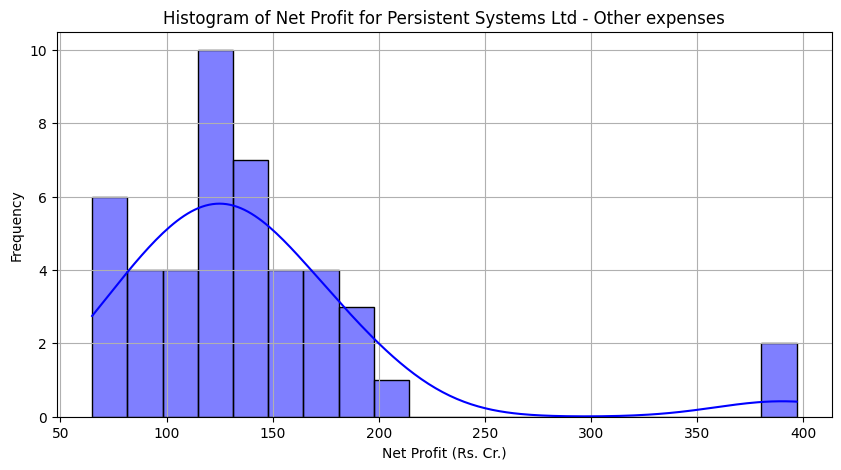 Histogram of Net Profit for Persistent Systems Ltd - Other expenses
10
8
6
4
2
0
Frequency
50 100 150 200 250 300 350 400
Net Profit (Rs. Cr.)